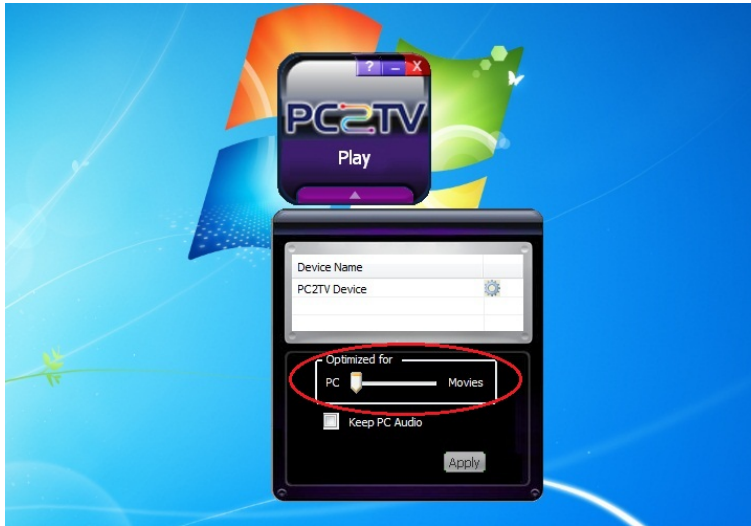 ? – X
PC2TV
Play
Device Name
PC2TV Device
Optimized for
PC Movies
Keep PC Audio
Apply